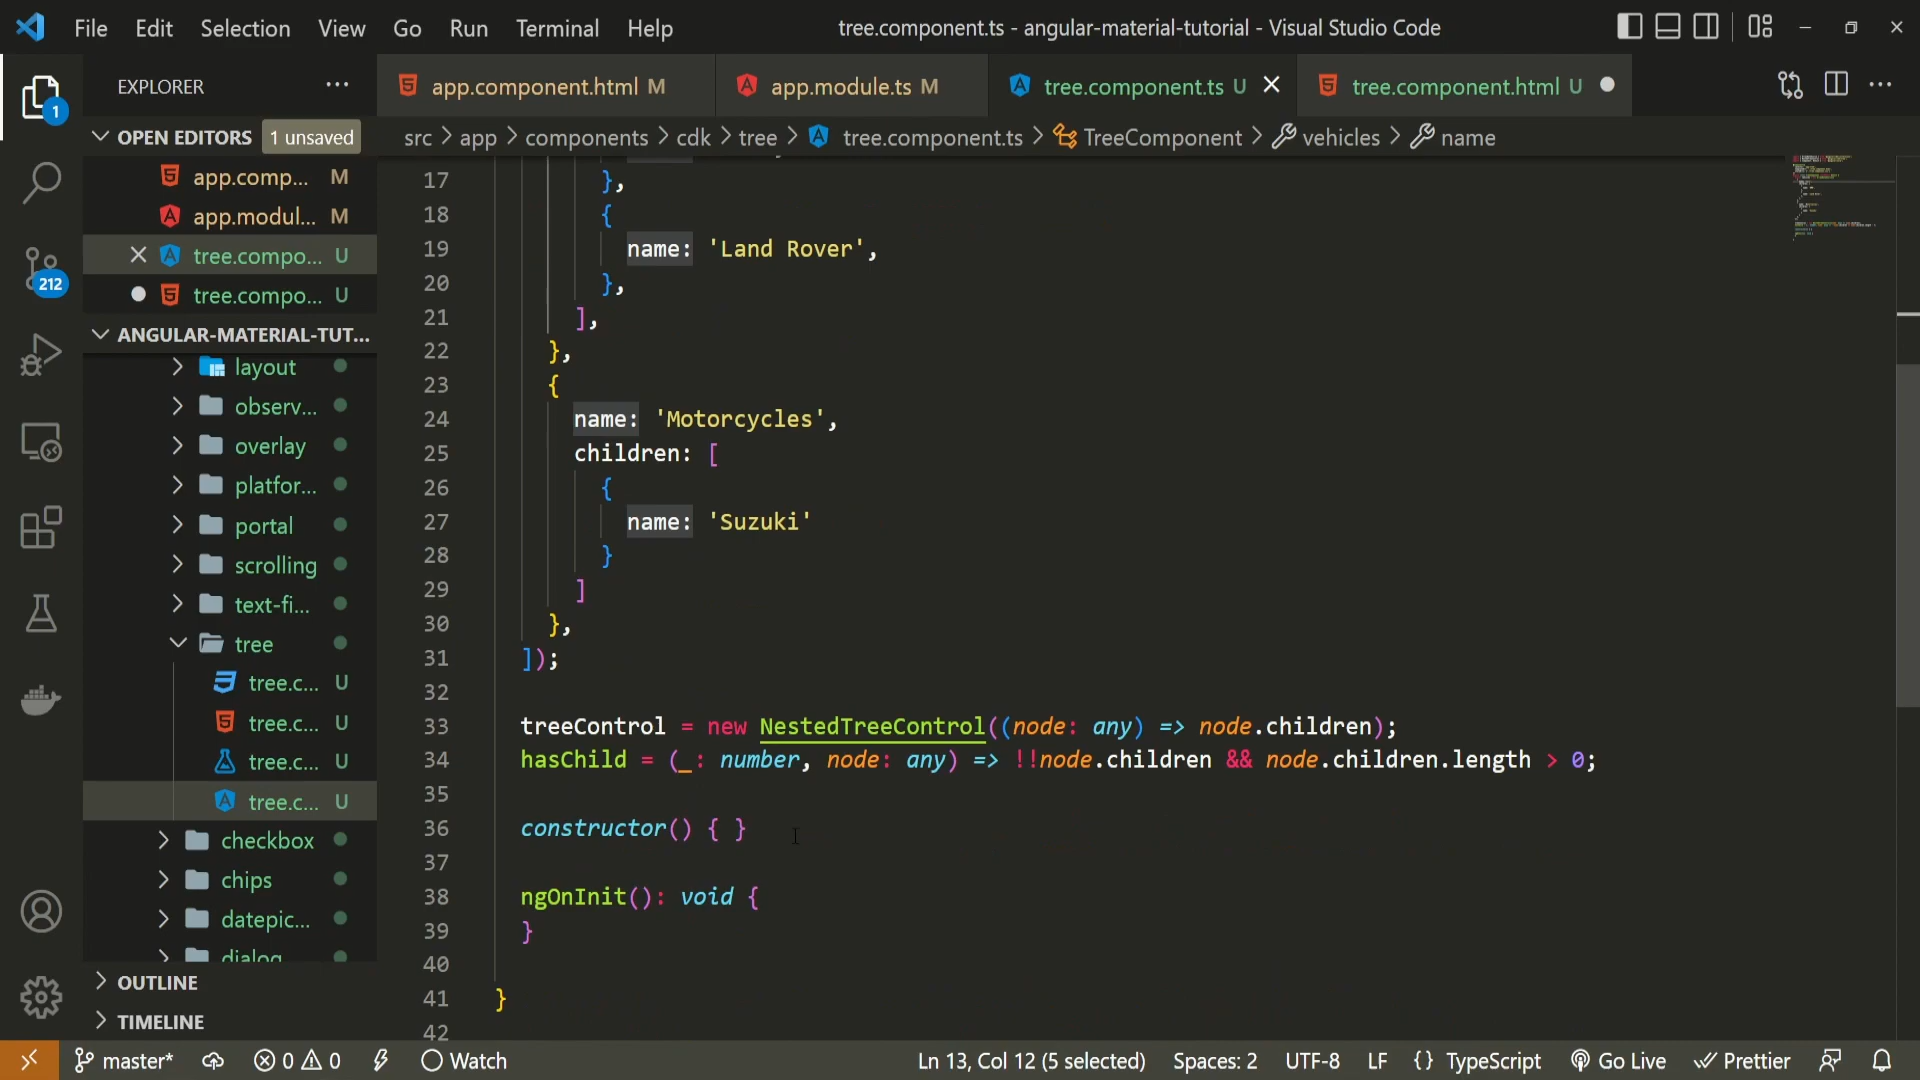 File Edit Selection View Go Run Terminal Help tree.component.ts - angular-material-tutorial - Visual Studio Code
EXPLORER
app.component.html M app.module.ts M tree.component.ts U tree.component.html U
1
OPEN EDITORS 1 unsaved
src > app > components > cdk > tree > tree.component.ts > TreeComponent > vehicles > name
app.comp... M
app.modul... M
tree.compo... U
tree.compo... U
212
ANGULAR-MATERIAL-TUT...
layout
observ...
overlay
platfor...
portal
scrolling
text-fi...
tree
tree.c... U
tree.c... U
tree.c... U
tree.c... U
checkbox
chips
datepic...
dialog
OUTLINE
TIMELINE
17 },
18 {
19 name: 'Land Rover',
20 },
21 ],
22 },
23 {
24 name: 'Motorcycles',
25 children: [
26 {
27 name: 'Suzuki'
28 }
29 ]
30 },
31 ]);
32
33 treeControl = new NestedTreeControl((node: any) => node.children);
34 hasChild = (_: number, node: any) => !!node.children && node.children.length > 0;
35
36 constructor() { }
37
38 ngOnInit(): void {
39 }
40
41 }
42
master* 0 0 Watch Ln 13, Col 12 (5 selected) Spaces: 2 UTF-8 LF {} TypeScript Go Live Prettier